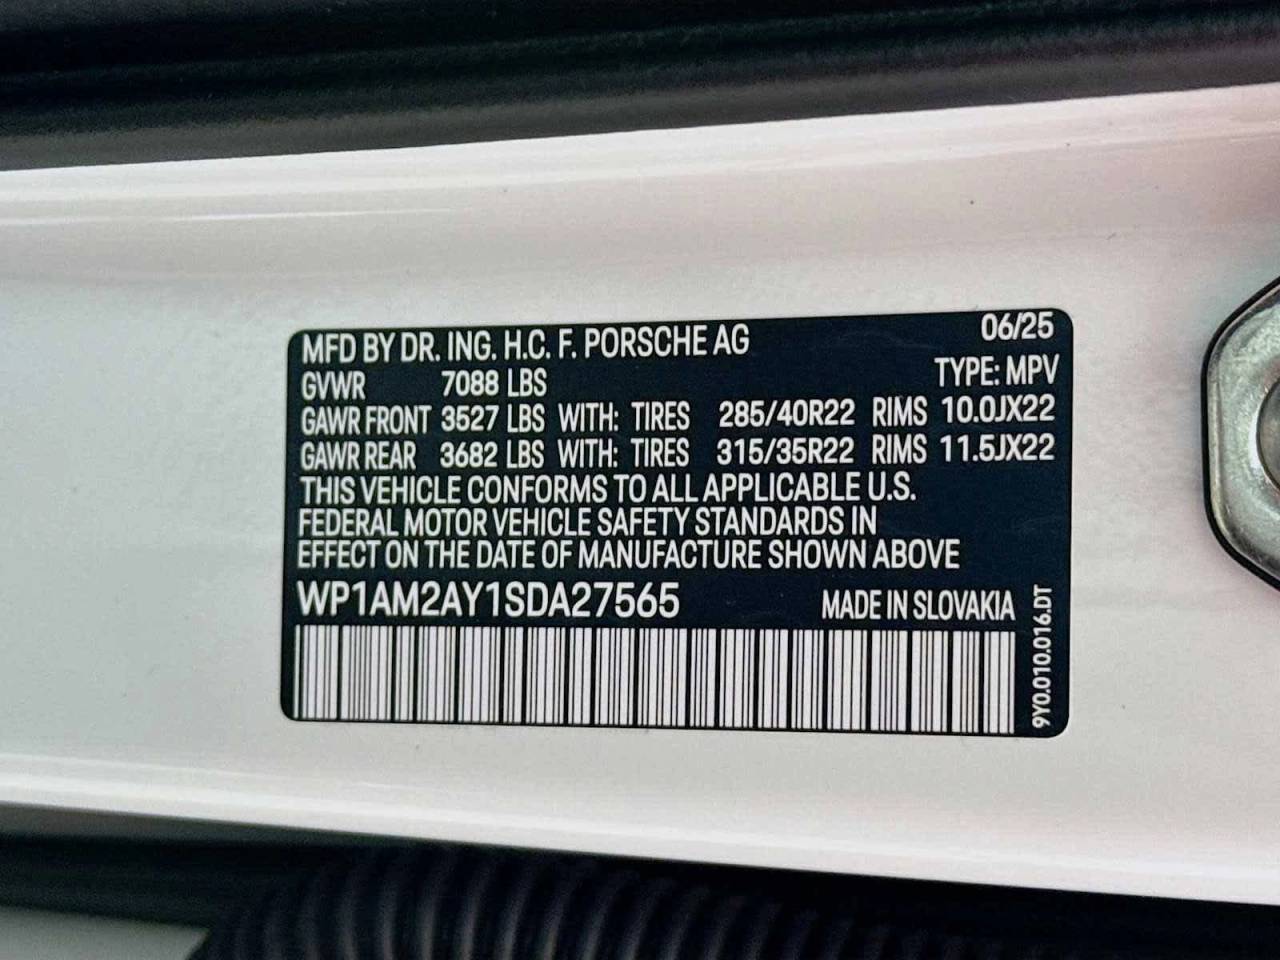 MFD BY DR. ING. H.C. F. PORSCHE AG 06/25
GVWR 7088 LBS TYPE: MPV
GAWR FRONT 3527 LBS WITH: TIRES 285/40R22 RIMS 10.0JX22
GAWR REAR 3682 LBS WITH: TIRES 315/35R22 RIMS 11.5JX22
THIS VEHICLE CONFORMS TO ALL APPLICABLE U.S.
FEDERAL MOTOR VEHICLE SAFETY STANDARDS IN
EFFECT ON THE DATE OF MANUFACTURE SHOWN ABOVE
WP1AM2AY1SDA27565 MADE IN SLOVAKIA
9Y0.010.016.DT